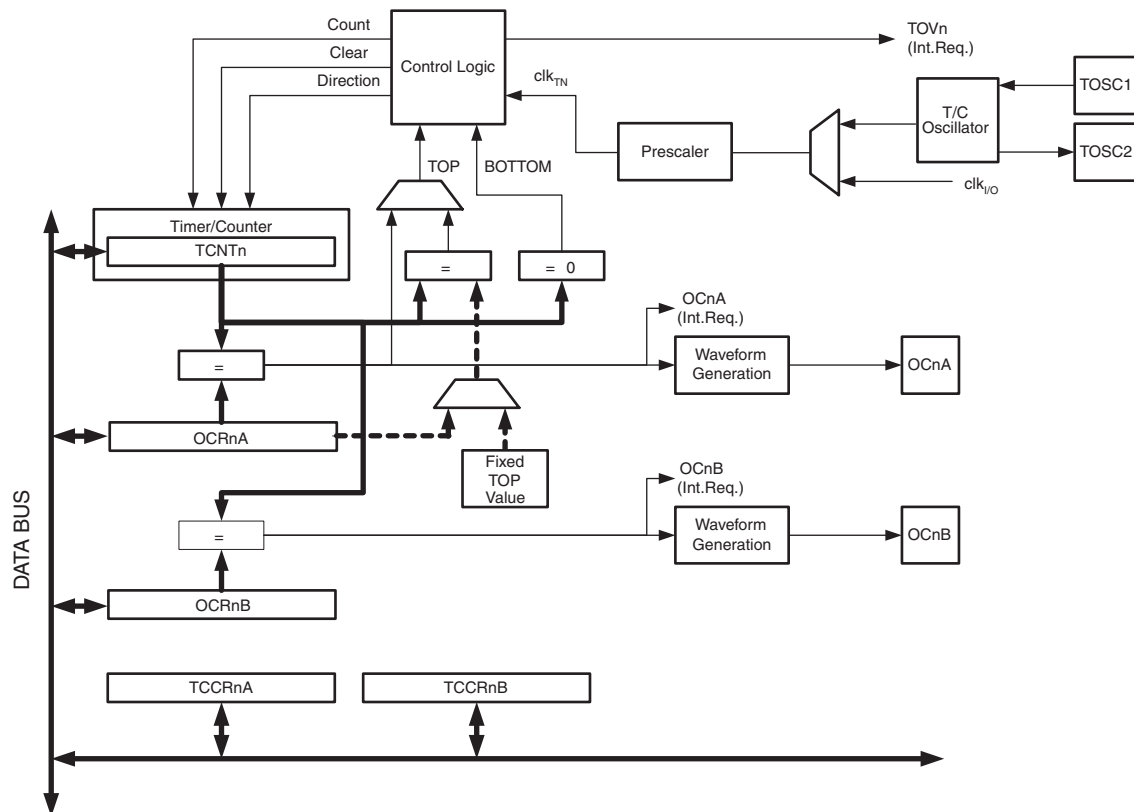 Count
Clear
Direction
Control Logic
TOVn
(Int.Req.)
clkTN
TOSC1
T/C
Oscillator
TOSC2
Prescaler
clkI/O
TOP
BOTTOM
Timer/Counter
TCNTn
=
= 0
OCnA
(Int.Req.)
=
Waveform
Generation
OCnA
OCRnA
Fixed
TOP
Value
OCnB
(Int.Req.)
=
Waveform
Generation
OCnB
DATA BUS
OCRnB
TCCRnA
TCCRnB